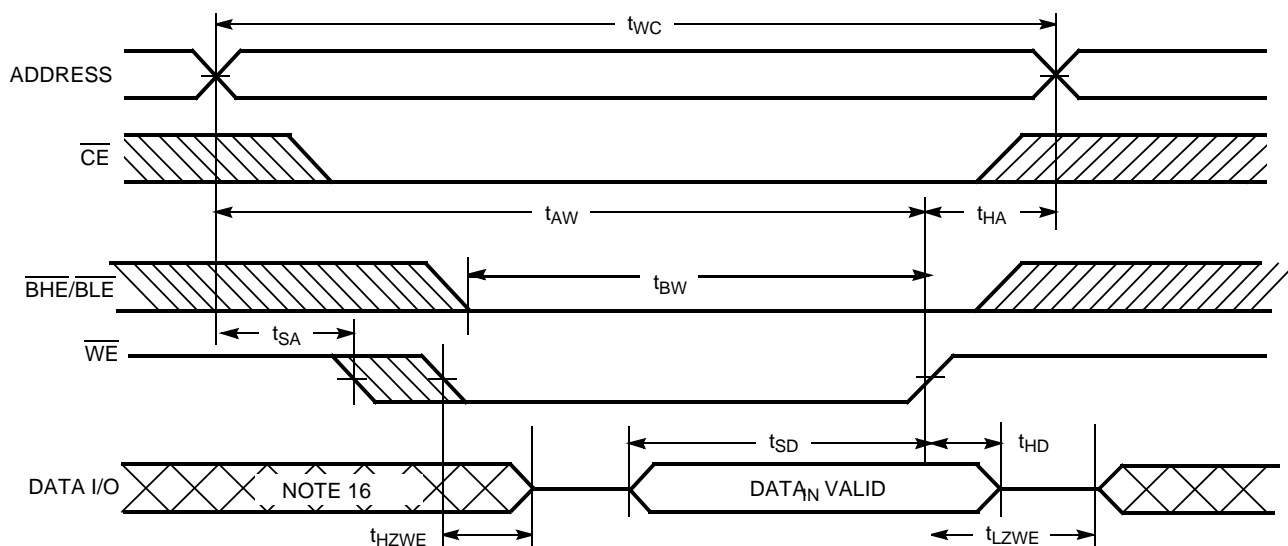 tWC
ADDRESS
CE
tAW
tHA
BHE/BLE
tBW
tSA
WE
tSD
tHD
DATA I/O
NOTE 16
DATAIN VALID
tHZWE
tLZWE